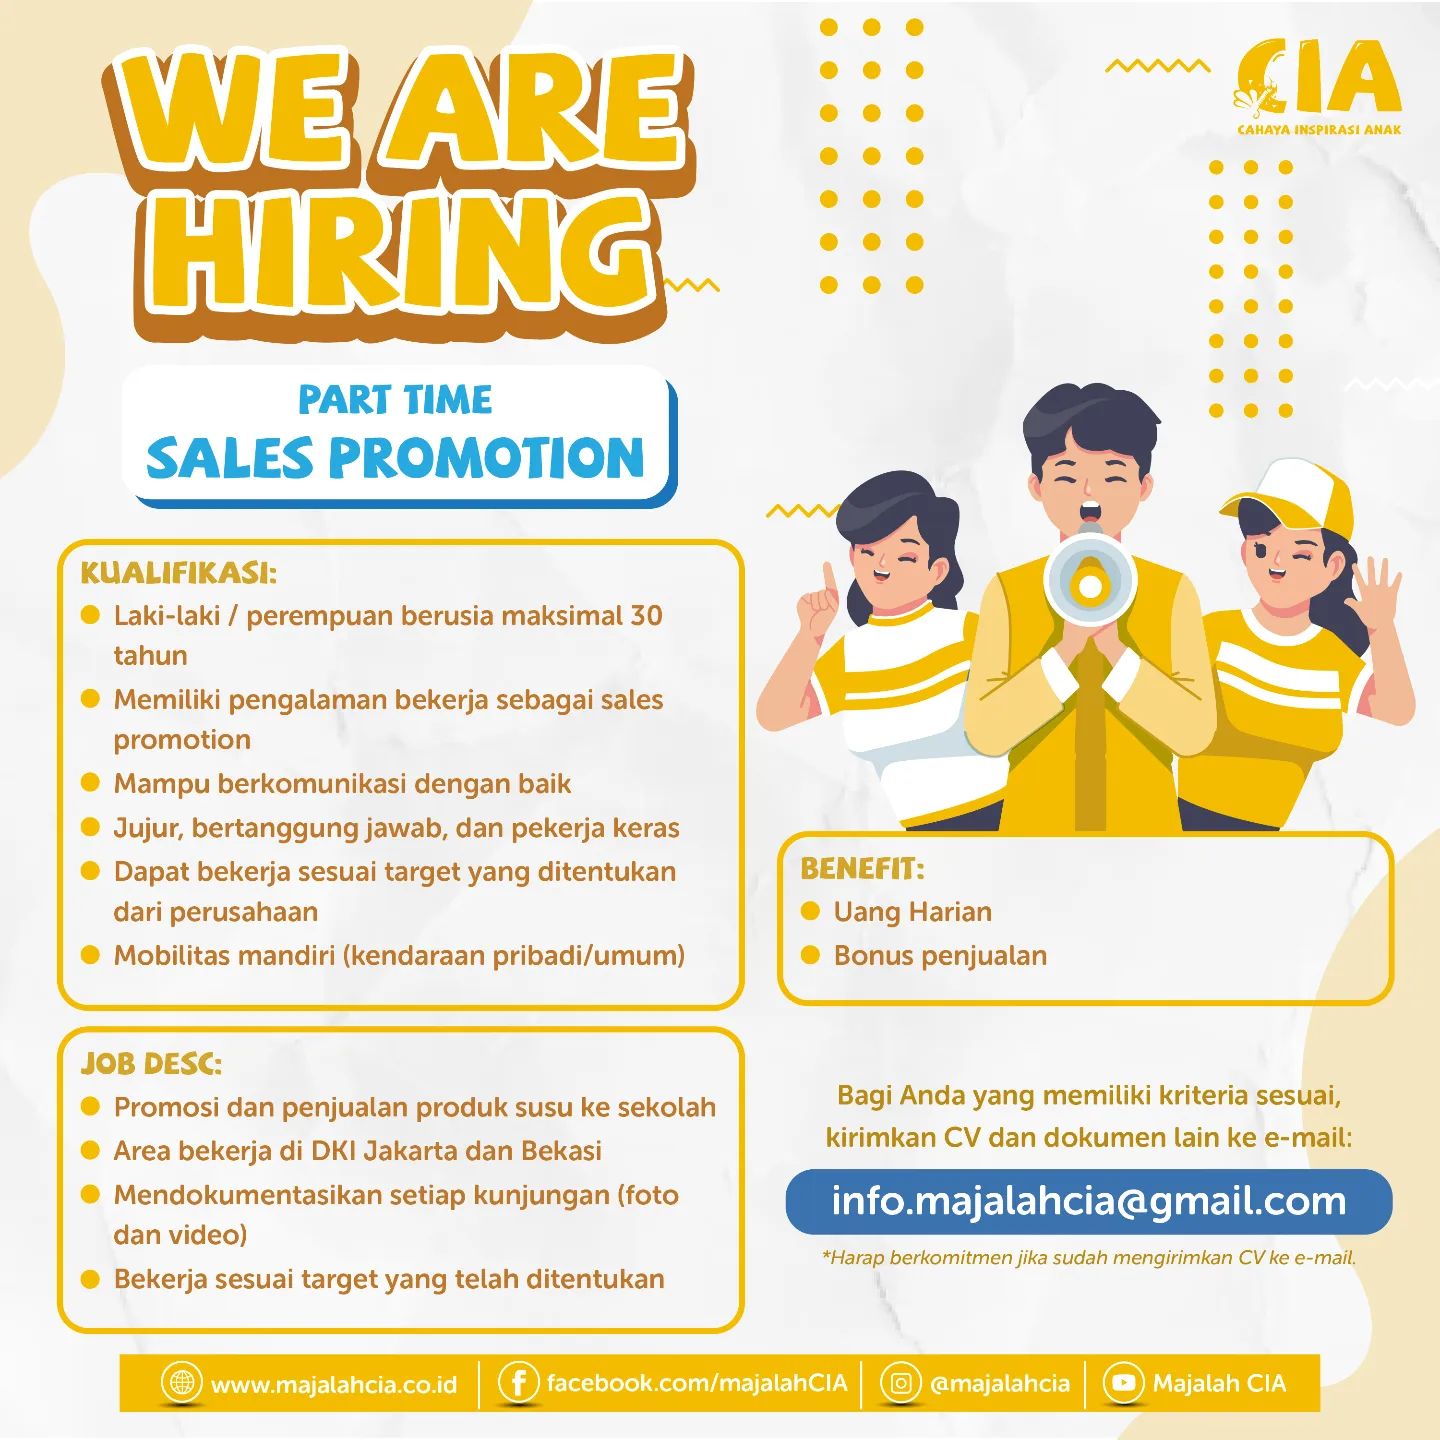 WE ARE
HIRING
CIA
CAHAYA INSPIRASI ANAK
PART TIME
SALES PROMOTION
KUALIFIKASI:
Laki-laki / perempuan berusia maksimal 30
tahun
Memiliki pengalaman bekerja sebagai sales
promotion
Mampu berkomunikasi dengan baik
Jujur, bertanggung jawab, dan pekerja keras
Dapat bekerja sesuai target yang ditentukan
dari perusahaan
Mobilitas mandiri (kendaraan pribadi/umum)
JOB DESC:
Promosi dan penjualan produk susu ke sekolah
Area bekerja di DKI Jakarta dan Bekasi
Mendokumentasikan setiap kunjungan (foto
dan video)
Bekerja sesuai target yang telah ditentukan
BENEFIT:
Uang Harian
Bonus penjualan
Bagi Anda yang memiliki kriteria sesuai,
kirimkan CV dan dokumen lain ke e-mail:
info.majalahcia@gmail.com
*Harap berkomitmen jika sudah mengirimkan CV ke e-mail.
www.majalahcia.co.id
facebook.com/majalahCIA
@majalahcia
Majalah CIA